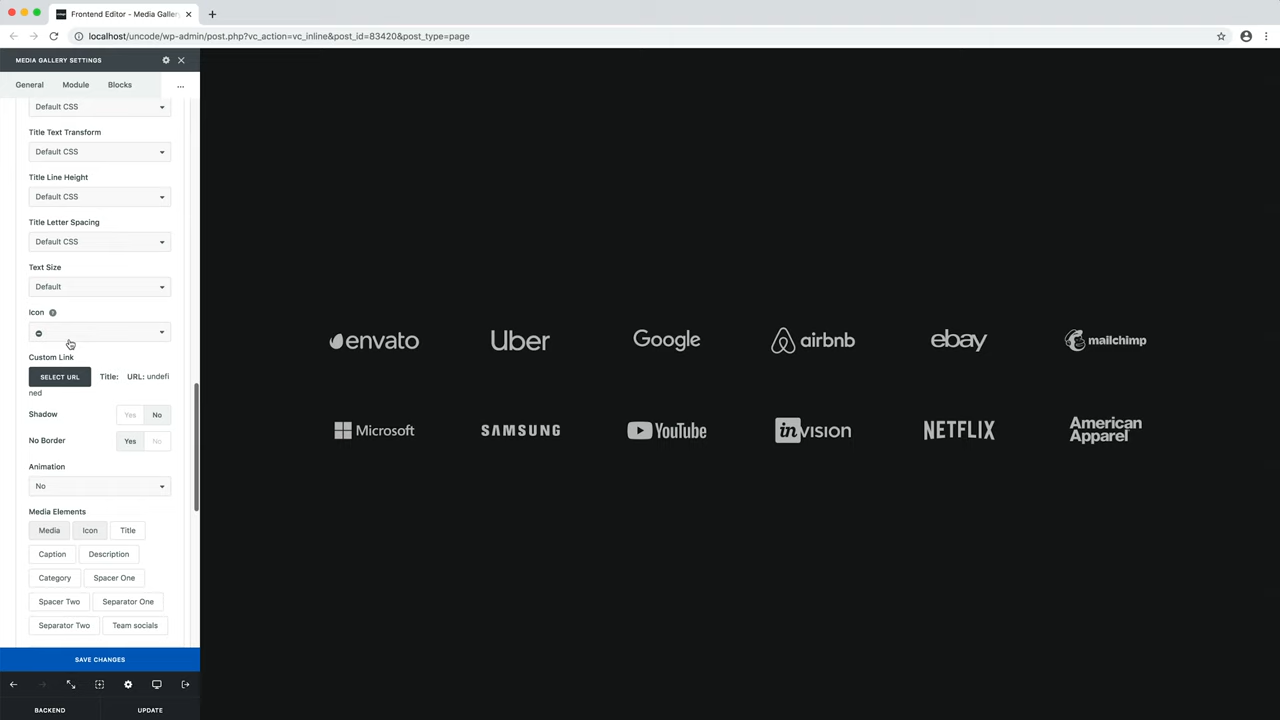 Frontend Editor - Media Gallery
localhost/uncode/wp-admin/post.php?vc_action=vc_inline&post_id=83420&post_type=page
MEDIA GALLERY SETTINGS
General Module Blocks ...
Default CSS
Title Text Transform
Default CSS
Title Line Height
Default CSS
Title Letter Spacing
Default CSS
Text Size
Default
Icon
Custom Link
SELECT URL Title: URL: undefi
ned
Shadow Yes No
No Border Yes No
Animation
No
Media Elements
Media Icon Title
Caption Description
Category Spacer One
Spacer Two Separator One
Separator Two Team socials
SAVE CHANGES
BACKEND UPDATE
envato Uber Google airbnb ebay mailchimp
Microsoft SAMSUNG YouTube invision NETFLIX American
Apparel